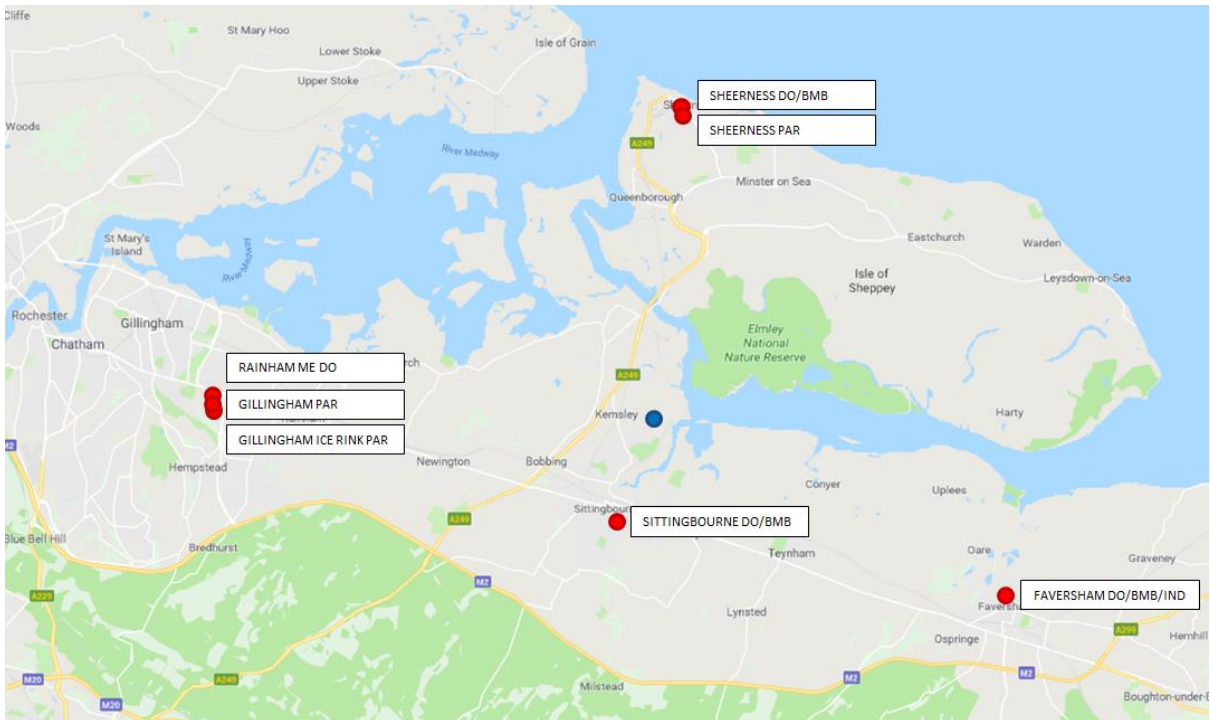 Cliffe
St Mary Hoo
Lower Stoke
Isle of Grain
Upper Stoke
SHEERNESS DO/BMB
Woods
SHEERNESS PAR
A249
River Medway
Minster on Sea
Queenborough
St Mary's
Island
Eastchurch
Warden
River Medway
Isle of
Sheppey
Leysdown-on-Sea
Rochester
Gillingham
Chatham
Elmley
National
Nature Reserve
RAINHAM ME DO
A249
GILLINGHAM PAR
Kemsley
Harty
GILLINGHAM ICE RINK PAR
M2
Hempstead
Newington
Bobbing
Conyer
Uplees
SITTINGBOURNE DO/BMB
A249
Blue Bell Hill
Bredhurst
Teynham
Oare
Graveney
M2
A229
FAVERSHAM DO/BMB/IND
Lynsted
A299
Ospringe
M20
A249
Milstead
M2
M2
M20